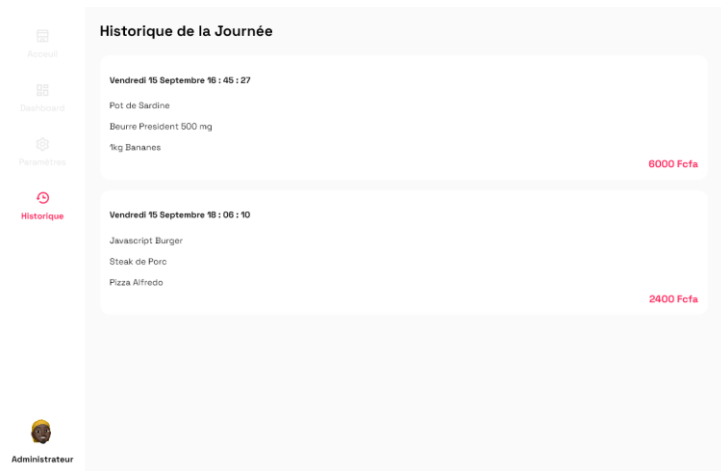 Acceuil
Dashboard
Paramètres
Historique
Administrateur
Historique de la Journée
Vendredi 15 Septembre 16 : 45 : 27
Pot de Sardine
Beurre President 500 mg
1kg Bananes
6000 Fcfa
Vendredi 15 Septembre 18 : 06 : 10
Javascript Burger
Steak de Porc
Pizza Alfredo
2400 Fcfa